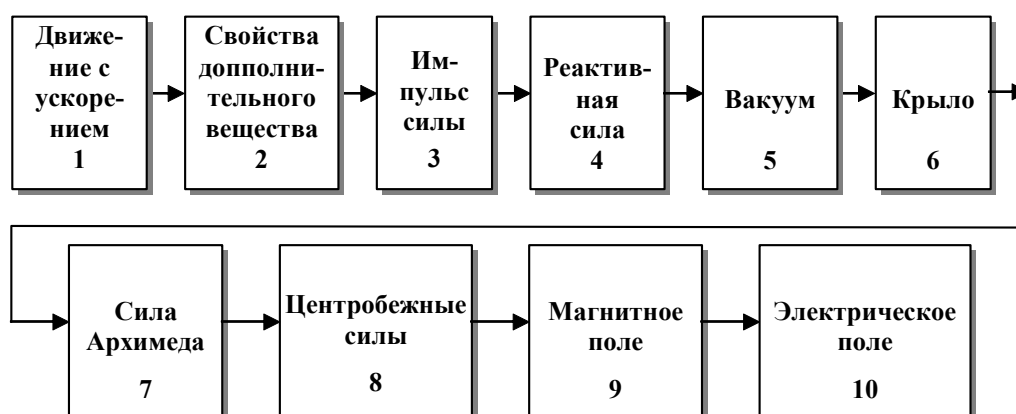 Движе-
ние с
ускоре-
нием
1
Свойства
допполни-
тельного
вещества
2
Им-
пульс
силы
3
Реактив-
ная
сила
4
Вакуум
5
Крыло
6
Сила
Архимеда
7
Центробежные
силы
8
Магнитное
поле
9
Электрическое
поле
10